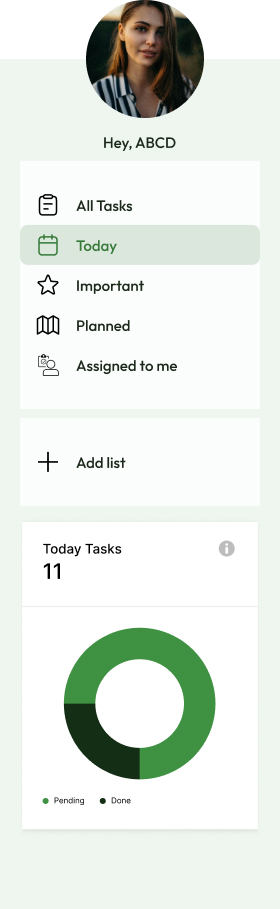 Hey, ABCD
All Tasks
Today
Important
Planned
Assigned to me
Add list
Today Tasks
11
Pending
Done